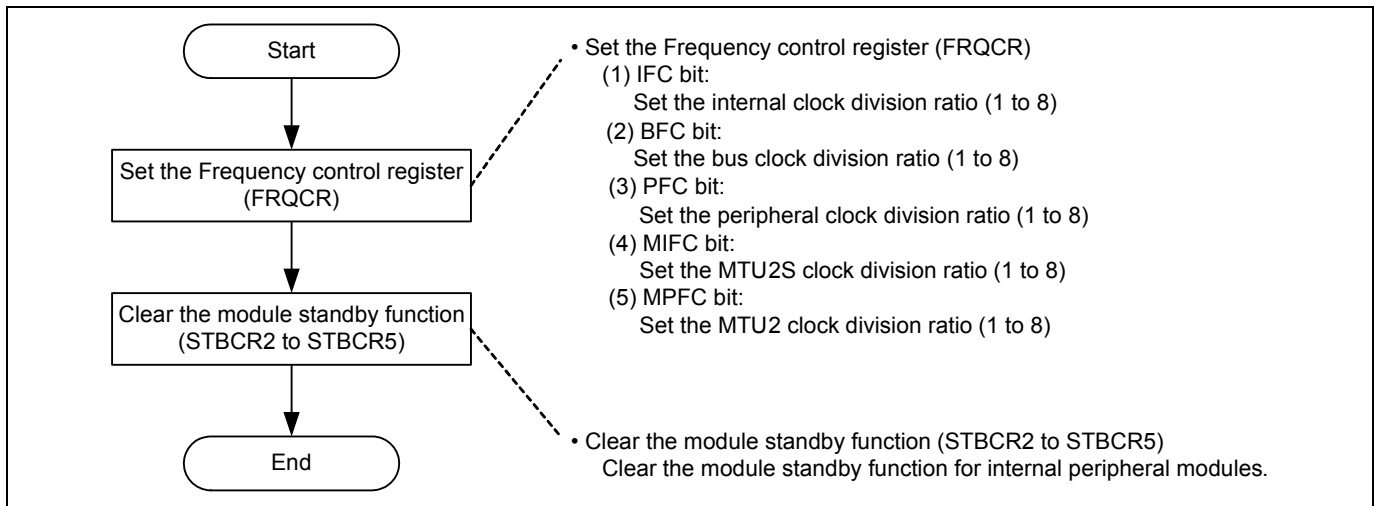 Start
Set the Frequency control register
(FRQCR)
Clear the module standby function
(STBCR2 to STBCR5)
End
• Set the Frequency control register (FRQCR)
(1) IFC bit:
Set the internal clock division ratio (1 to 8)
(2) BFC bit:
Set the bus clock division ratio (1 to 8)
(3) PFC bit:
Set the peripheral clock division ratio (1 to 8)
(4) MIFC bit:
Set the MTU2S clock division ratio (1 to 8)
(5) MPFC bit:
Set the MTU2 clock division ratio (1 to 8)
• Clear the module standby function (STBCR2 to STBCR5)
Clear the module standby function for internal peripheral modules.